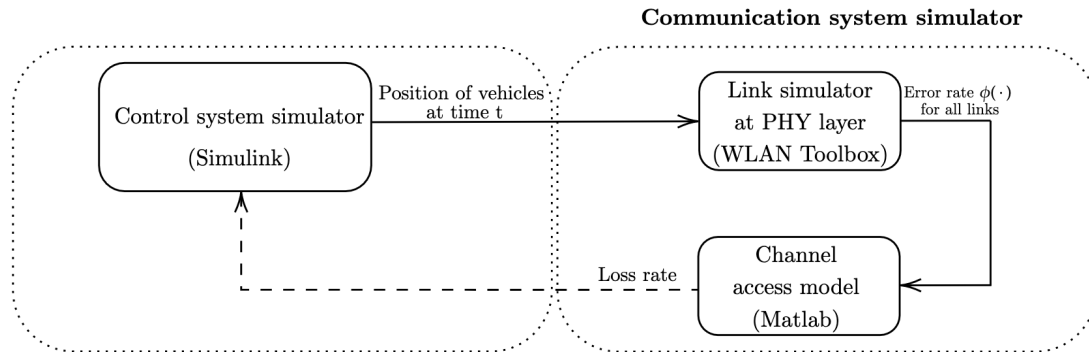 Communication system simulator
Control system simulator
(Simulink)
Position of vehicles
at time t
Link simulator
at PHY layer
(WLAN Toolbox)
Error rate ϕ(·)
for all links
Channel
access model
(Matlab)
Loss rate